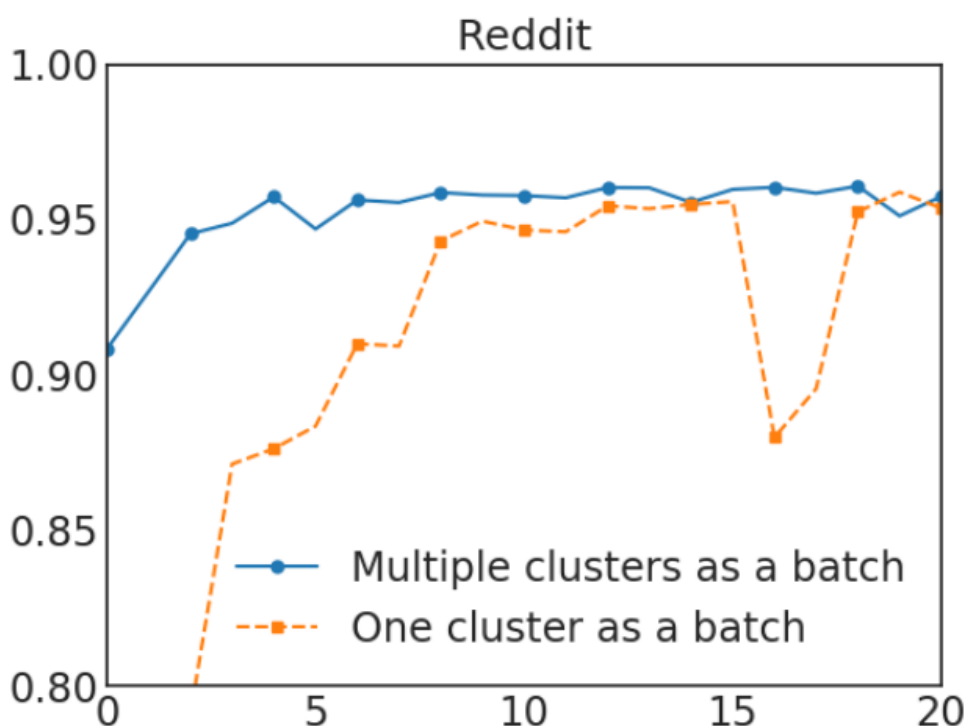 Reddit
1.00
0.95
0.90
0.85
0.80
Multiple clusters as a batch
One cluster as a batch
0 5 10 15 20